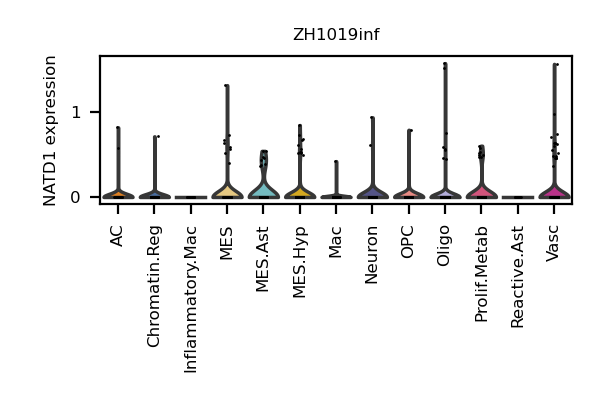 ZH1019inf
NATD1 expression
1
0
AC
Chromatin.Reg
Inflammatory.Mac
MES
MES.Ast
MES.Hyp
Mac
Neuron
OPC
Oligo
Prolif.Metab
Reactive.Ast
Vasc